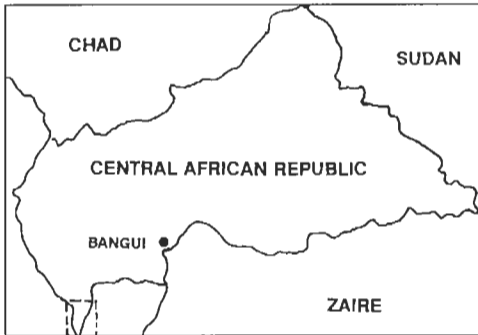 CHAD
SUDAN
CENTRAL AFRICAN REPUBLIC
BANGUI
ZAIRE